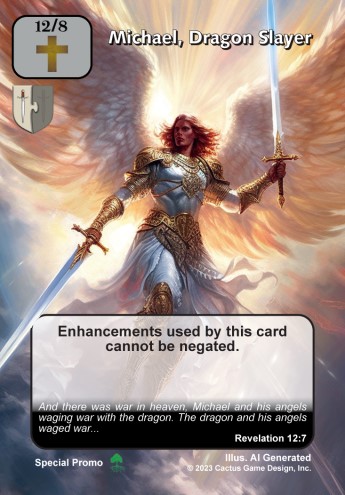 12/8
Michael, Dragon Slayer
Enhancements used by this card
cannot be negated.
And there was war in heaven, Michael and his angels
waging war with the dragon. The dragon and his angels
waged war...
Revelation 12:7
Special Promo
Illus. AI Generated
© 2023 Cactus Game Design, Inc.